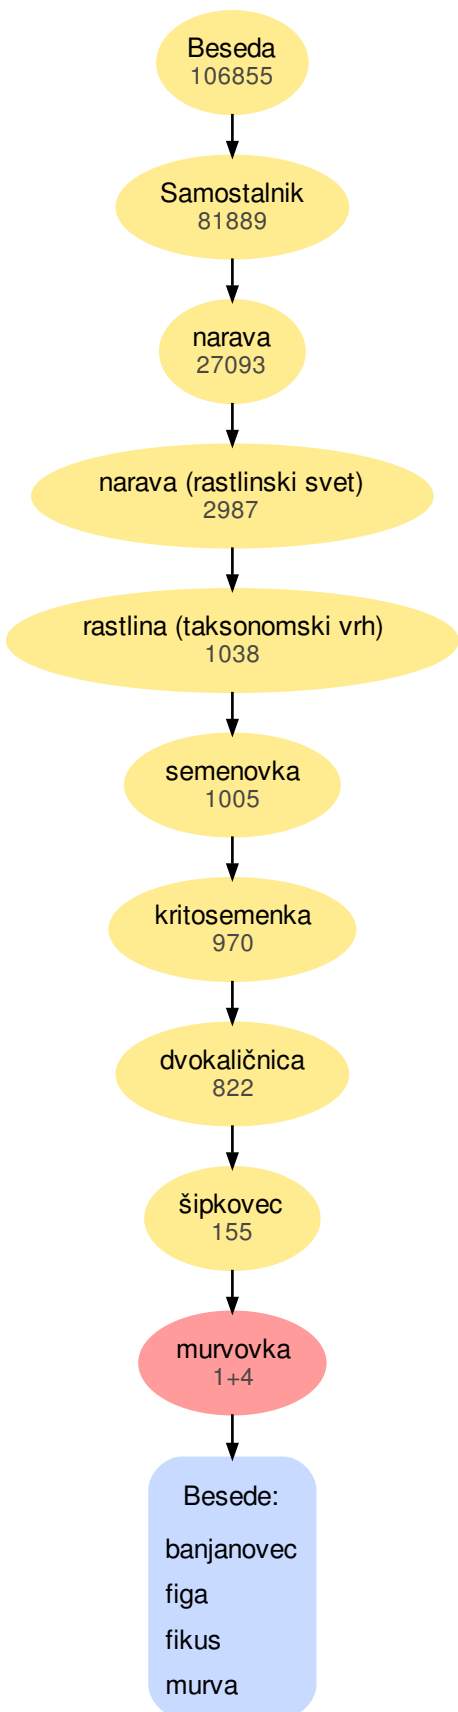 Beseda
106855
Samostalnik
81889
narava
27093
narava (rastlinski svet)
2987
rastlina (taksonomski vrh)
1038
semenovka
1005
kritosemenka
970
dvokaličnica
822
šipkovec
155
murvovka
1+4
Besede:
banjanovec
figa
fikus
murva